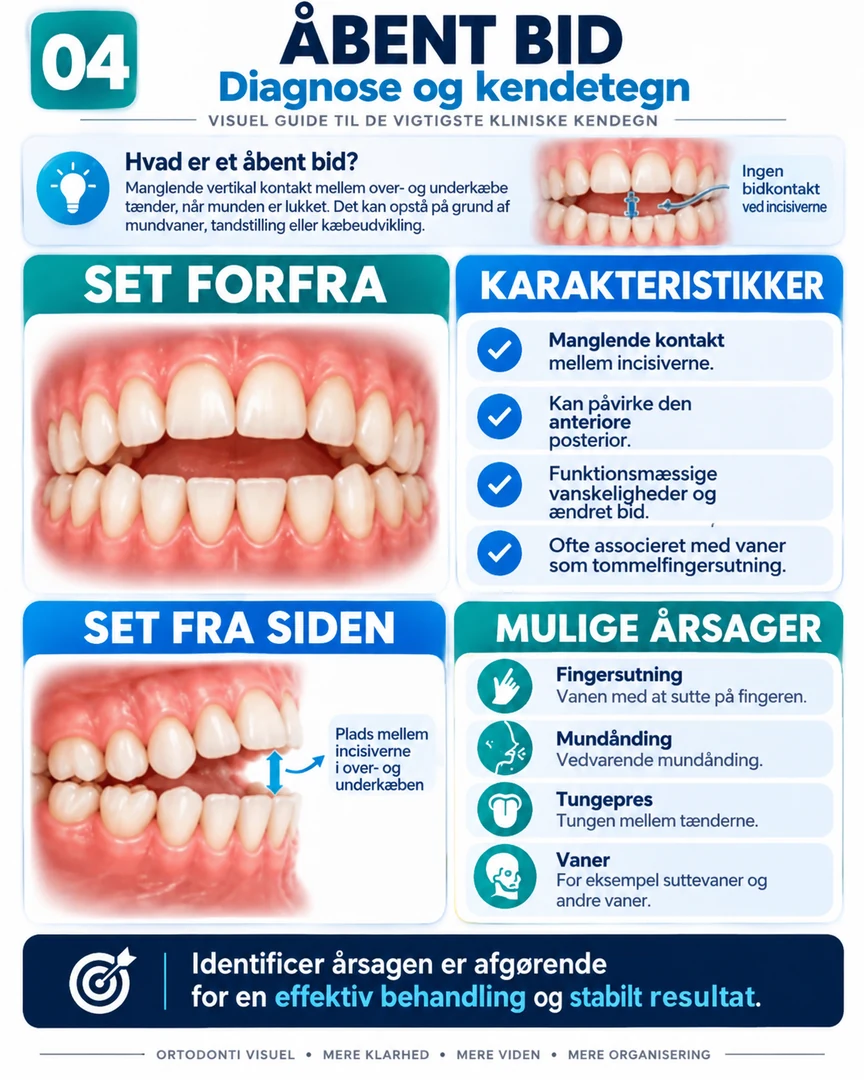 04
ÅBENT BID
Diagnose og kendetegn
VISUEL GUIDE TIL DE VIGTIGSTE KLINISKE KENDEGN
Hvad er et åbent bid?
Manglende vertikal kontakt mellem over- og underkæbe
tænder, når munden er lukket. Det kan opstå på grund af
mundvaner, tandstilling eller kæbeudvikling.
Ingen
bidkontakt
ved incisiverne
SET FORFRA
KARAKTERISTIKKER
Manglende kontakt
mellem incisiverne.
Kan påvirke den
anteriore
posterior.
Funktionsmæssige
vanskeligheder og
ændret bid.
Ofte associeret med vaner
som tommelfingersutning.
SET FRA SIDEN
Plads mellem
incisiverne
i over- og
underkæben
MULIGE ÅRSAGER
Fingersutning
Vanen med at sutte på fingeren.
Mundånding
Vedvarende mundånding.
Tungepres
Tungen mellem tænderne.
Vaner
For eksempel suttevaner og
andre vaner.
Identificer årsagen er afgørende
for en effektiv behandling og stabilt resultat.
ORTODONTI VISUEL • MERE KLARHED • MERE VIDEN • MERE ORGANISERING